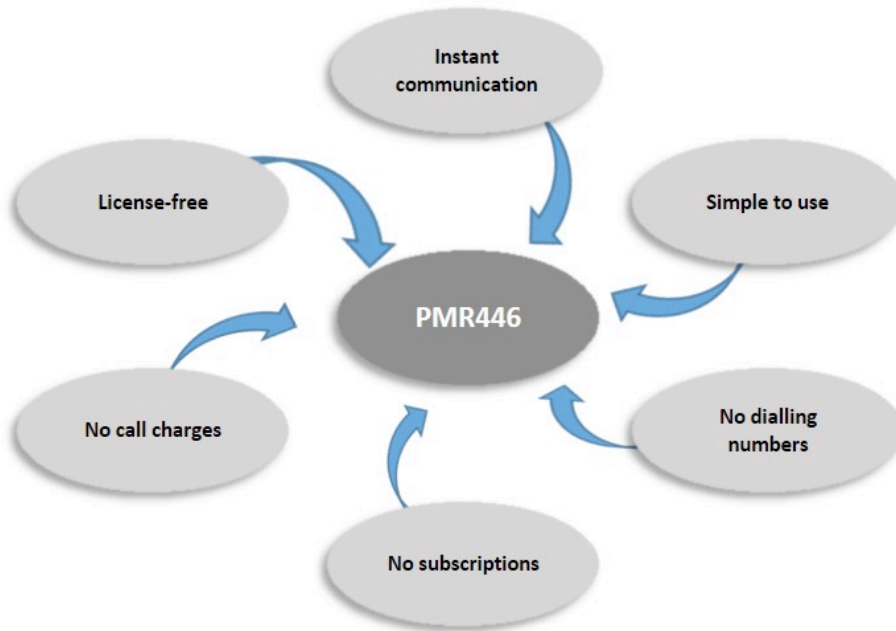 Instant
communication
License-free
Simple to use
PMR446
No call charges
No dialling
numbers
No subscriptions